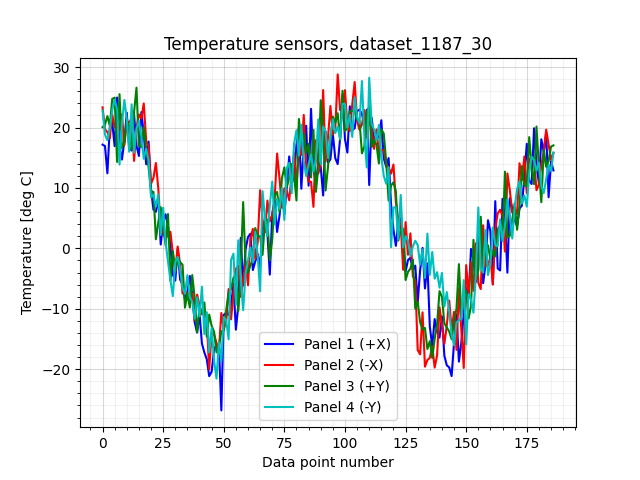 Temperature sensors, dataset_1187_30
30
20
10
0
−10
−20
Temperature [deg C]
Panel 1 (+X)
Panel 2 (-X)
Panel 3 (+Y)
Panel 4 (-Y)
0 25 50 75 100 125 150 175
Data point number